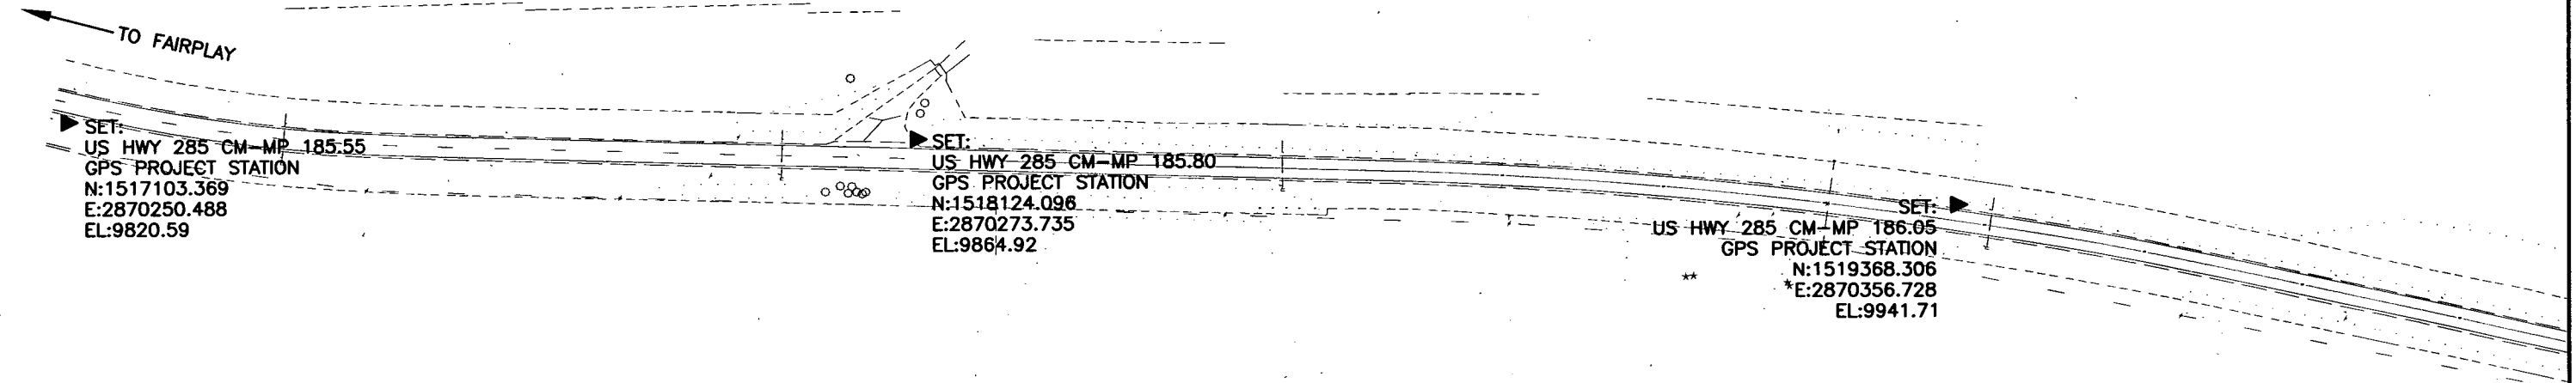 TO FAIRPLAY
SET:
US HWY 285 CM-MP 185.55
GPS PROJECT STATION
N:1517103.369
E:2870250.488
EL:9820.59
SET:
US HWY 285 CM-MP 185.80
GPS PROJECT STATION
N:1518124.096
E:2870273.735
EL:9864.92
SET:
US HWY 285 CM-MP 186.05
GPS PROJECT STATION
N:1519368.306
E:2870356.728
EL:9941.71